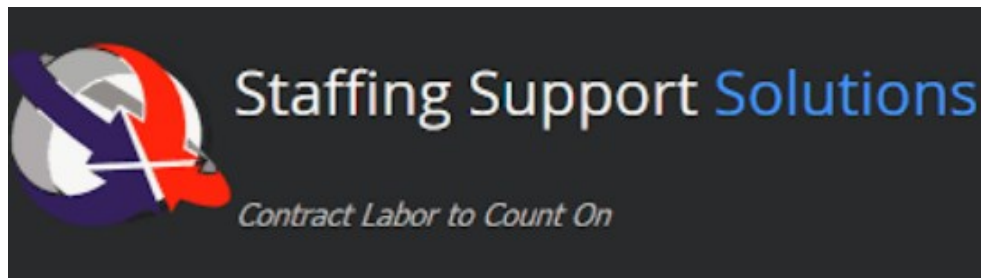 Staffing Support Solutions
Contract Labor to Count On